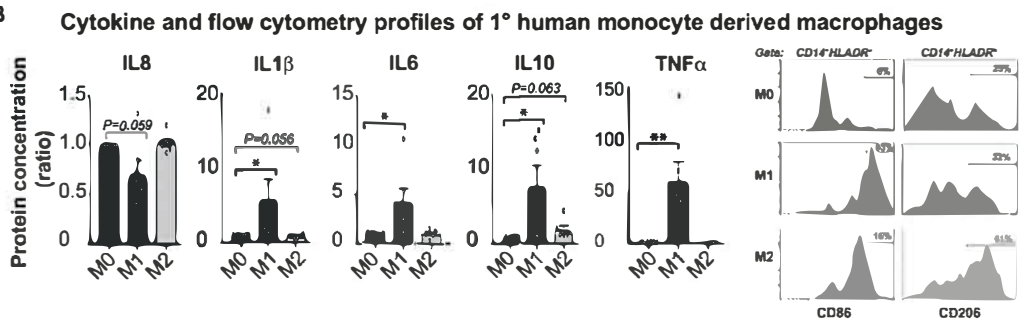 B
Cytokine and flow cytometry profiles of 1° human monocyte derived macrophages
Protein concentration
(ratio)
IL8
1.5
1.0
0.5
0
P=0.059
M0 M1 M2
IL1β
20
10
0
P=0.056
*
M0 M1 M2
IL6
15
10
5
0
*
M0 M1 M2
IL10
20
10
0
P=0.063
*
M0 M1 M2
TNFα
150
100
50
0
**
M0 M1 M2
Gate: CD14⁺HLADR⁺ CD14⁺HLADR⁺
M0
6%
M1
32%
M2
16%
CD86 CD206